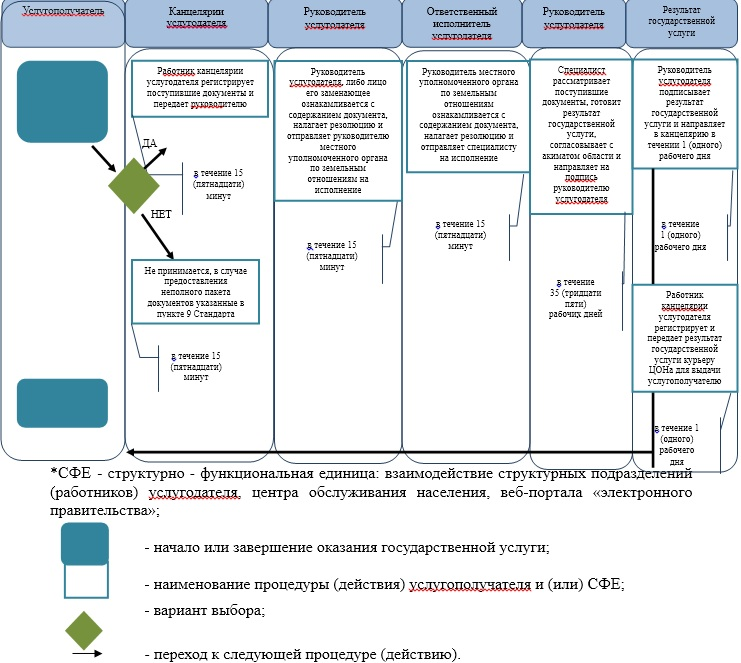 Услугополучатель
Канцелярии
услугодателя
Руководитель
услугодателя
Ответственный
исполнитель
услугодателя
Руководитель
услугодателя
Результат
государственной
услуги
Работник канцелярии
услугодателя регистрирует
поступившие документы и
передает руководителю
ДА
в течение 15
(пятнадцати)
минут
НЕТ
Не принимается, в случае
предоставления
неполного пакета
документов указанные в
пункте 9 Стандарта
в течение 15
(пятнадцати)
минут
Руководитель
услугодателя, либо лицо
его заменающее
ознакамливается с
содержанием документа,
налагает резолюцию и
отправляет руководителю
местного
уполномоченного органа
по земельным
отношениям на
исполнение
в течение 15
(пятнадцати)
минут
Руководитель местного
уполномоченного органа
по земельным
отношениям
ознакамливается с
содержанием документа,
налагает резолюцию и
отправляет специалисту
на исполнение
в течение 15
(пятнадцати)
минут
Специалист
рассматривает
поступившие
документы, готовит
результат
государственной
услуги,
согласовывает с
акиматом области и
направляет на
подпись
руководителю
услугодателя
в течение
35 (тридцати
пяти)
рабочих дней
Руководитель
услугодателя
подписывает
результат
государственной
услуги и направляет
в канцелярию в
течении 1 (одного)
рабочего дня
в течение
1 (одного)
рабочего дня
Работник
канцелярии
услугодателя
регистрирует и
передает результат
государственной
услуги курьеру
ЦОНа для выдачи
услугополучателю
в течение 1
(одного)
рабочего
дня
*СФЕ - структурно - функциональная единица: взаимодействие структурных подразделений
(работников) услугодателя, центра обслуживания населения, веб-портала «электронного
правительства»;
- начало или завершение оказания государственной услуги;
- наименование процедуры (действия) услугополучателя и (или) СФЕ;
- вариант выбора;
- переход к следующей процедуре (действию).